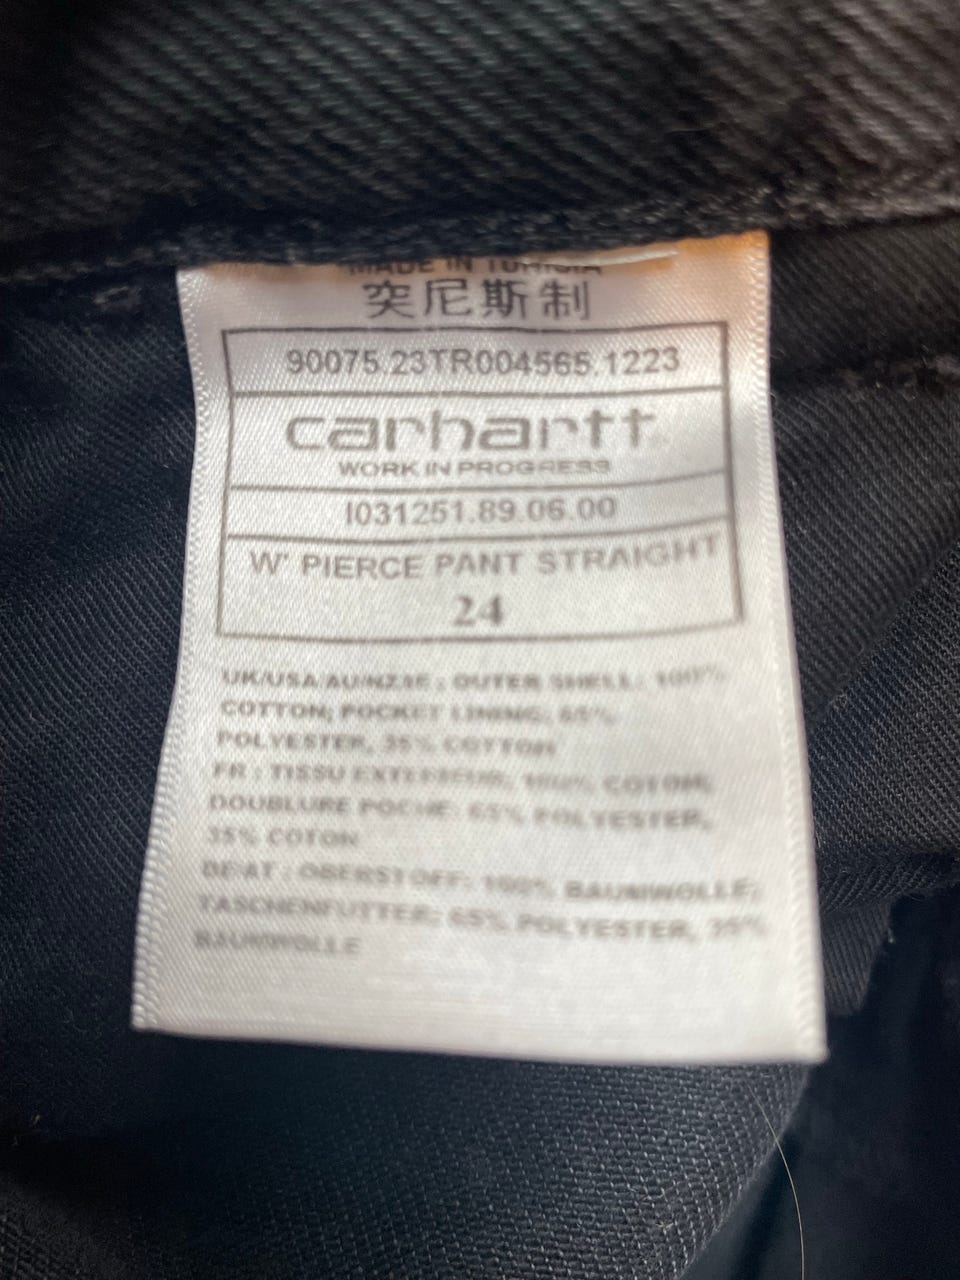 MADE IN TUNISIA
突尼斯制
90075.23TR004565.1223
carhartt
WORK IN PROGRESS
I031251.89.06.00
W' PIERCE PANT STRAIGHT
24
UK/USA/AU/NZ/IE : OUTER SHELL: 100%
COTTON; POCKET LINING: 65%
POLYESTER, 35% COTTON
FR : TISSU EXTERIEUR: 100% COTON;
DOUBLURE POCHE: 65% POLYESTER,
35% COTON
DE/AT : OBERSTOFF: 100% BAUMWOLLE;
TASCHENFUTTER: 65% POLYESTER, 35%
BAUMWOLLE